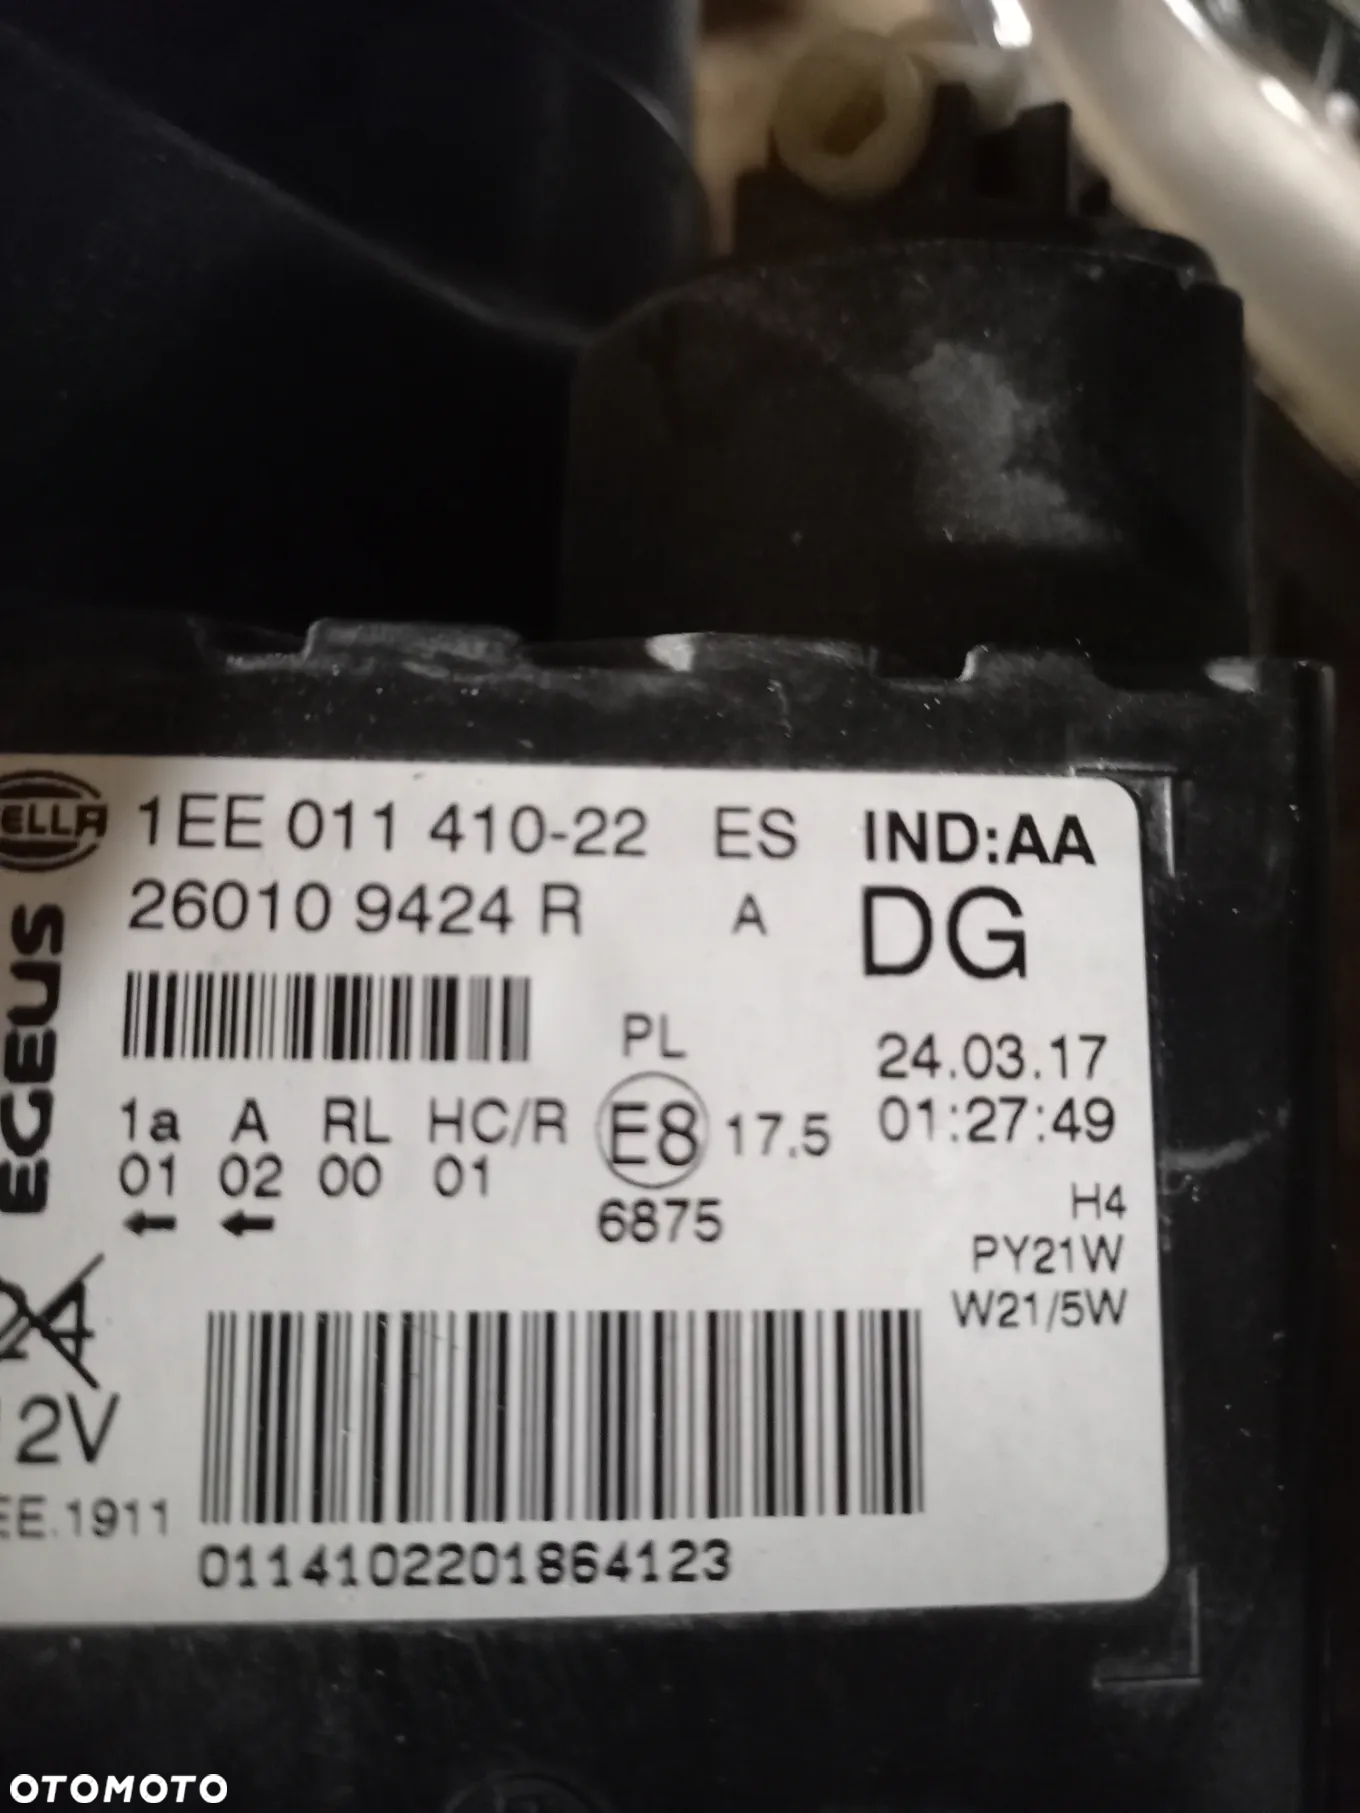 HELLA 1EE 011 410-22 ES IND:AA
26010 9424 R A DG
EGEUS
PL 24.03.17
1a A RL HC/R E8 17.5 01:27:49
01 02 00 01
6875
H4
PY21W
W21/5W
12V
EE.1911
0114102201864123
OTOMOTO